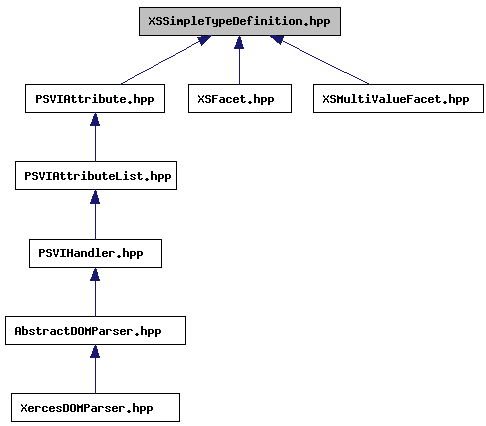 XSSimpleTypeDefinition.hpp
PSVIAttribute.hpp
XSFacet.hpp
XSMultiValueFacet.hpp
PSVIAttributeList.hpp
PSVIHandler.hpp
AbstractDOMParser.hpp
XercesDOMParser.hpp